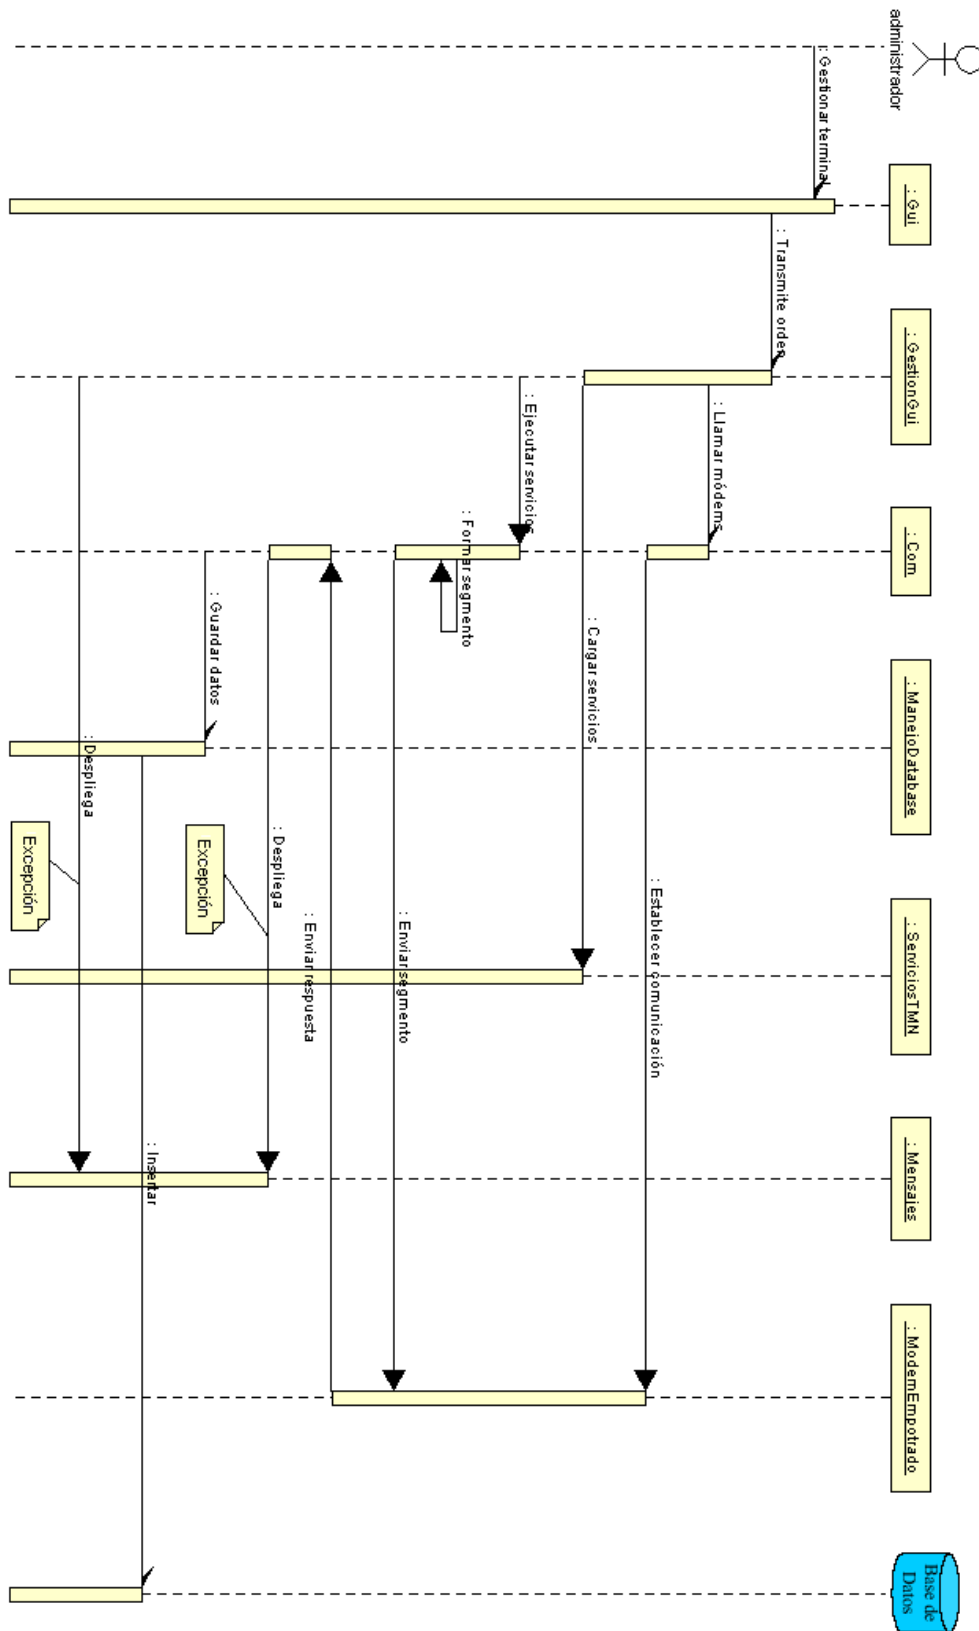 administrador
: Gui
: GestionGui
: Com
: ManejoDatabase
: ServiciosTMN
: Mensajes
: ModemEmpotrado
Base de
Datos
: Gestionar terminal
: Transmite orden
: Llamar módems
: Establecer comunicación
: Cargar servicios
: Ejecutar servicios
: Formar segmento
: Enviar segmento
: Enviar respuesta
: Despliega
Excepción
: Guardar datos
: Insertar
: Despliega
Excepción